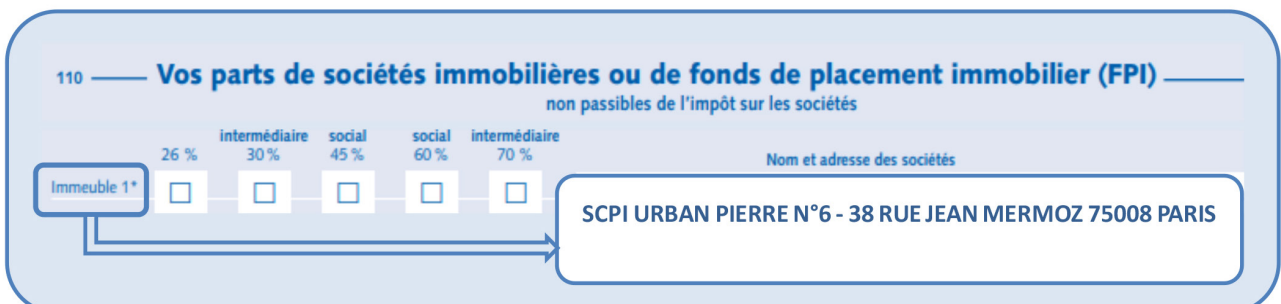 110 Vos parts de sociétés immobilières ou de fonds de placement immobilier (FPI)
non passibles de l'impôt sur les sociétés
intermédiaire social social intermédiaire
26 % 30 % 45 % 60 % 70 % Nom et adresse des sociétés
Immeuble 1*
SCPI URBAN PIERRE N°6 - 38 RUE JEAN MERMOZ 75008 PARIS